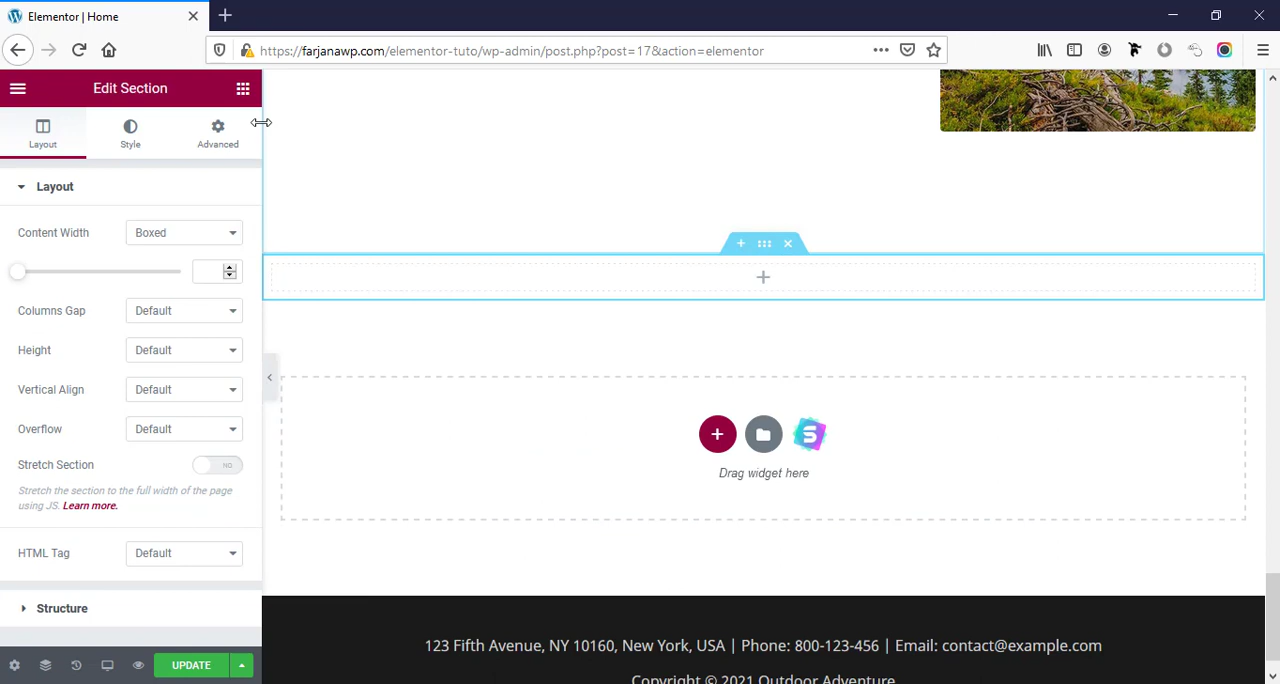 Elementor | Home
https://farjanawp.com/elementor-tuto/wp-admin/post.php?post=17&action=elementor
Edit Section
Layout
Style
Advanced
Layout
Content Width
Boxed
Columns Gap
Default
Height
Default
Vertical Align
Default
Overflow
Default
Stretch Section
NO
Stretch the section to the full width of the page
using JS. Learn more.
HTML Tag
Default
Structure
UPDATE
Drag widget here
123 Fifth Avenue, NY 10160, New York, USA | Phone: 800-123-456 | Email: contact@example.com
Copyright © 2021 Outdoor Adventure